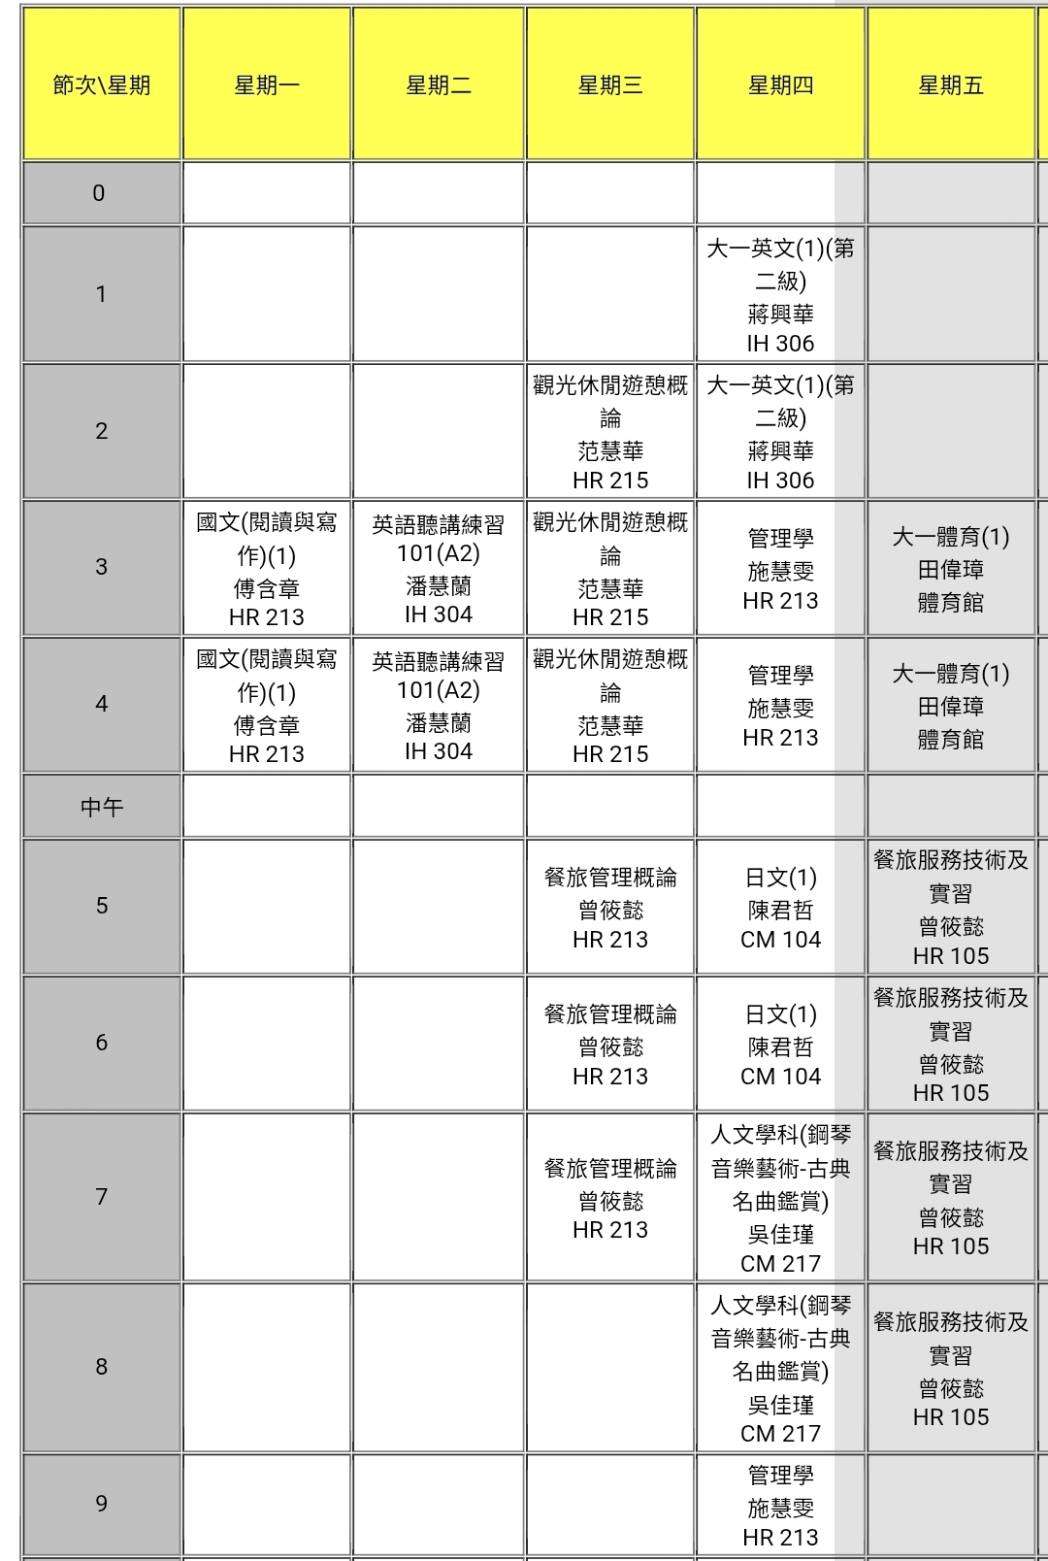 節次\星期 星期一 星期二 星期三 星期四 星期五
0
1
大一英文(1)(第
二級)
蔣興華
IH 306
2
觀光休閒遊憩概
論
范慧華
HR 215
大一英文(1)(第
二級)
蔣興華
IH 306
3
國文(閱讀與寫
作)(1)
傅含章
HR 213
英語聽講練習
101(A2)
潘慧蘭
IH 304
觀光休閒遊憩概
論
范慧華
HR 215
管理學
施慧雯
HR 213
大一體育(1)
田偉璋
體育館
4
國文(閱讀與寫
作)(1)
傅含章
HR 213
英語聽講練習
101(A2)
潘慧蘭
IH 304
觀光休閒遊憩概
論
范慧華
HR 215
管理學
施慧雯
HR 213
大一體育(1)
田偉璋
體育館
中午
5
餐旅管理概論
曾筱懿
HR 213
日文(1)
陳君哲
CM 104
餐旅服務技術及
實習
曾筱懿
HR 105
6
餐旅管理概論
曾筱懿
HR 213
日文(1)
陳君哲
CM 104
餐旅服務技術及
實習
曾筱懿
HR 105
7
餐旅管理概論
曾筱懿
HR 213
人文學科(鋼琴
音樂藝術-古典
名曲鑑賞)
吳佳瑾
CM 217
餐旅服務技術及
實習
曾筱懿
HR 105
8
人文學科(鋼琴
音樂藝術-古典
名曲鑑賞)
吳佳瑾
CM 217
餐旅服務技術及
實習
曾筱懿
HR 105
9
管理學
施慧雯
HR 213